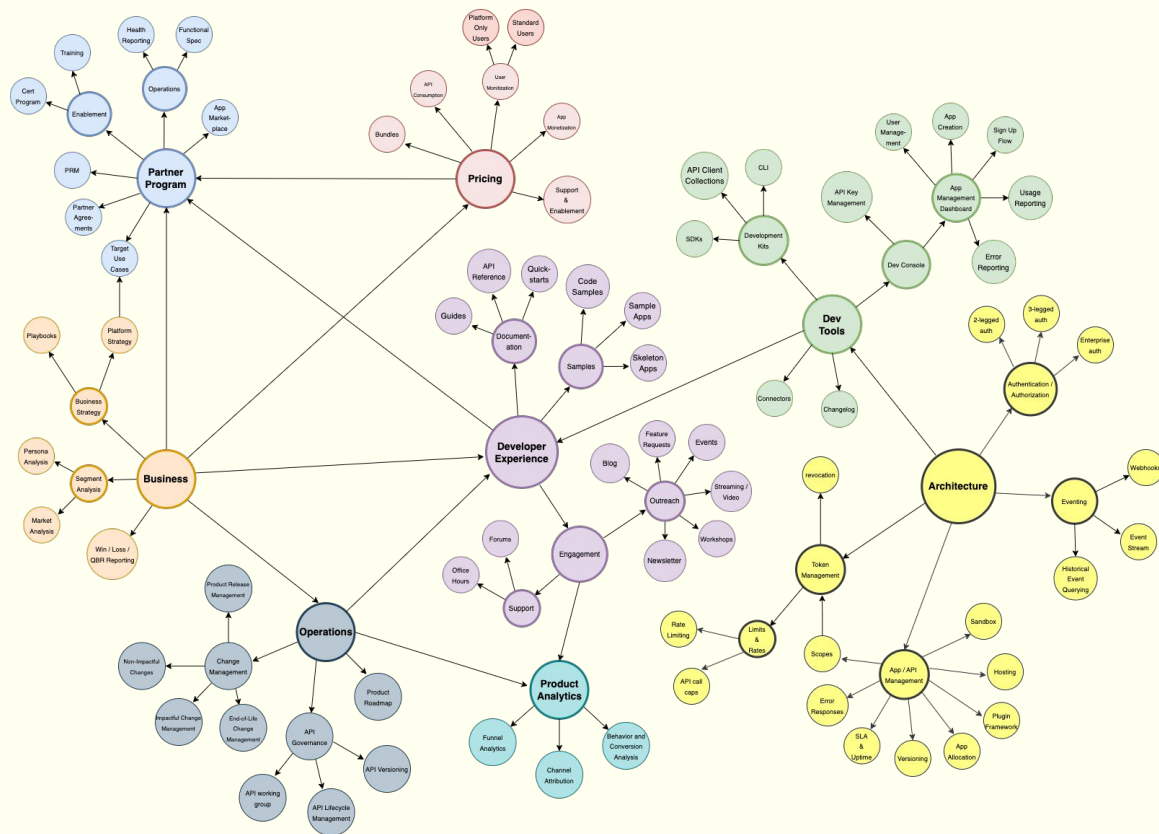 Health
Reporting
Functional
Spec
Training
Cert
Program
Operations
Enablement
App
Market-
place
Partner
Program
PRM
Partner
Agree-
ments
Target
Use
Cases
Platform
Only
Users
Standard
Users
API
Consumption
User
Monitization
Bundles
App
Monetization
Pricing
Support
&
Enablement
API Client
Collections
CLI
SDKs
Development
Kits
User
Manage-
ment
App
Creation
Sign Up
Flow
API Key
Management
App
Management
Dashboard
Usage
Reporting
Dev Console
Error
Reporting
Dev
Tools
Connectors
Changelog
2-legged
auth
3-legged
auth
Enterprise
auth
Authentication /
Authorization
Playbooks
Platform
Strategy
Business
Strategy
Persona
Analysis
Segment
Analysis
Market
Analysis
Business
Win / Loss /
QBR Reporting
API
Reference
Quick-
starts
Guides
Document-
ation
Code
Samples
Sample
Apps
Samples
Skeleton
Apps
Developer
Experience
Blog
Feature
Requests
Events
Outreach
Streaming /
Video
Workshops
Newsletter
Engagement
Forums
Office
Hours
Support
Architecture
revocation
Webhooks
Eventing
Event
Stream
Historical
Event
Querying
Token
Management
Rate
Limiting
Limits
&
Rates
API call
caps
Scopes
Sandbox
App / API
Management
Hosting
Error
Responses
Plugin
Framework
SLA
&
Uptime
Versioning
App
Allocation
Product Release
Management
Operations
Non-Impactful
Changes
Change
Management
Impactful Change
Management
End-of-Life
Change
Management
Product
Roadmap
API
Governance
API Versioning
API working
group
API Lifecycle
Management
Product
Analytics
Funnel
Analytics
Channel
Attribution
Behavior and
Conversion
Analysis